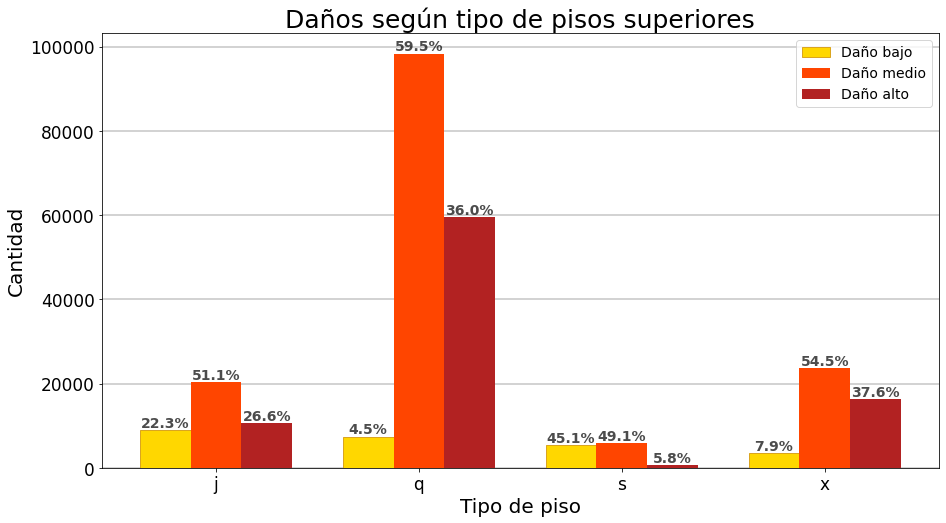 Daños según tipo de pisos superiores
Daño bajo
Daño medio
Daño alto
Cantidad
100000
80000
60000
40000
20000
0
22.3%
51.1%
26.6%
4.5%
59.5%
36.0%
45.1%
49.1%
5.8%
7.9%
54.5%
37.6%
j
q
s
x
Tipo de piso